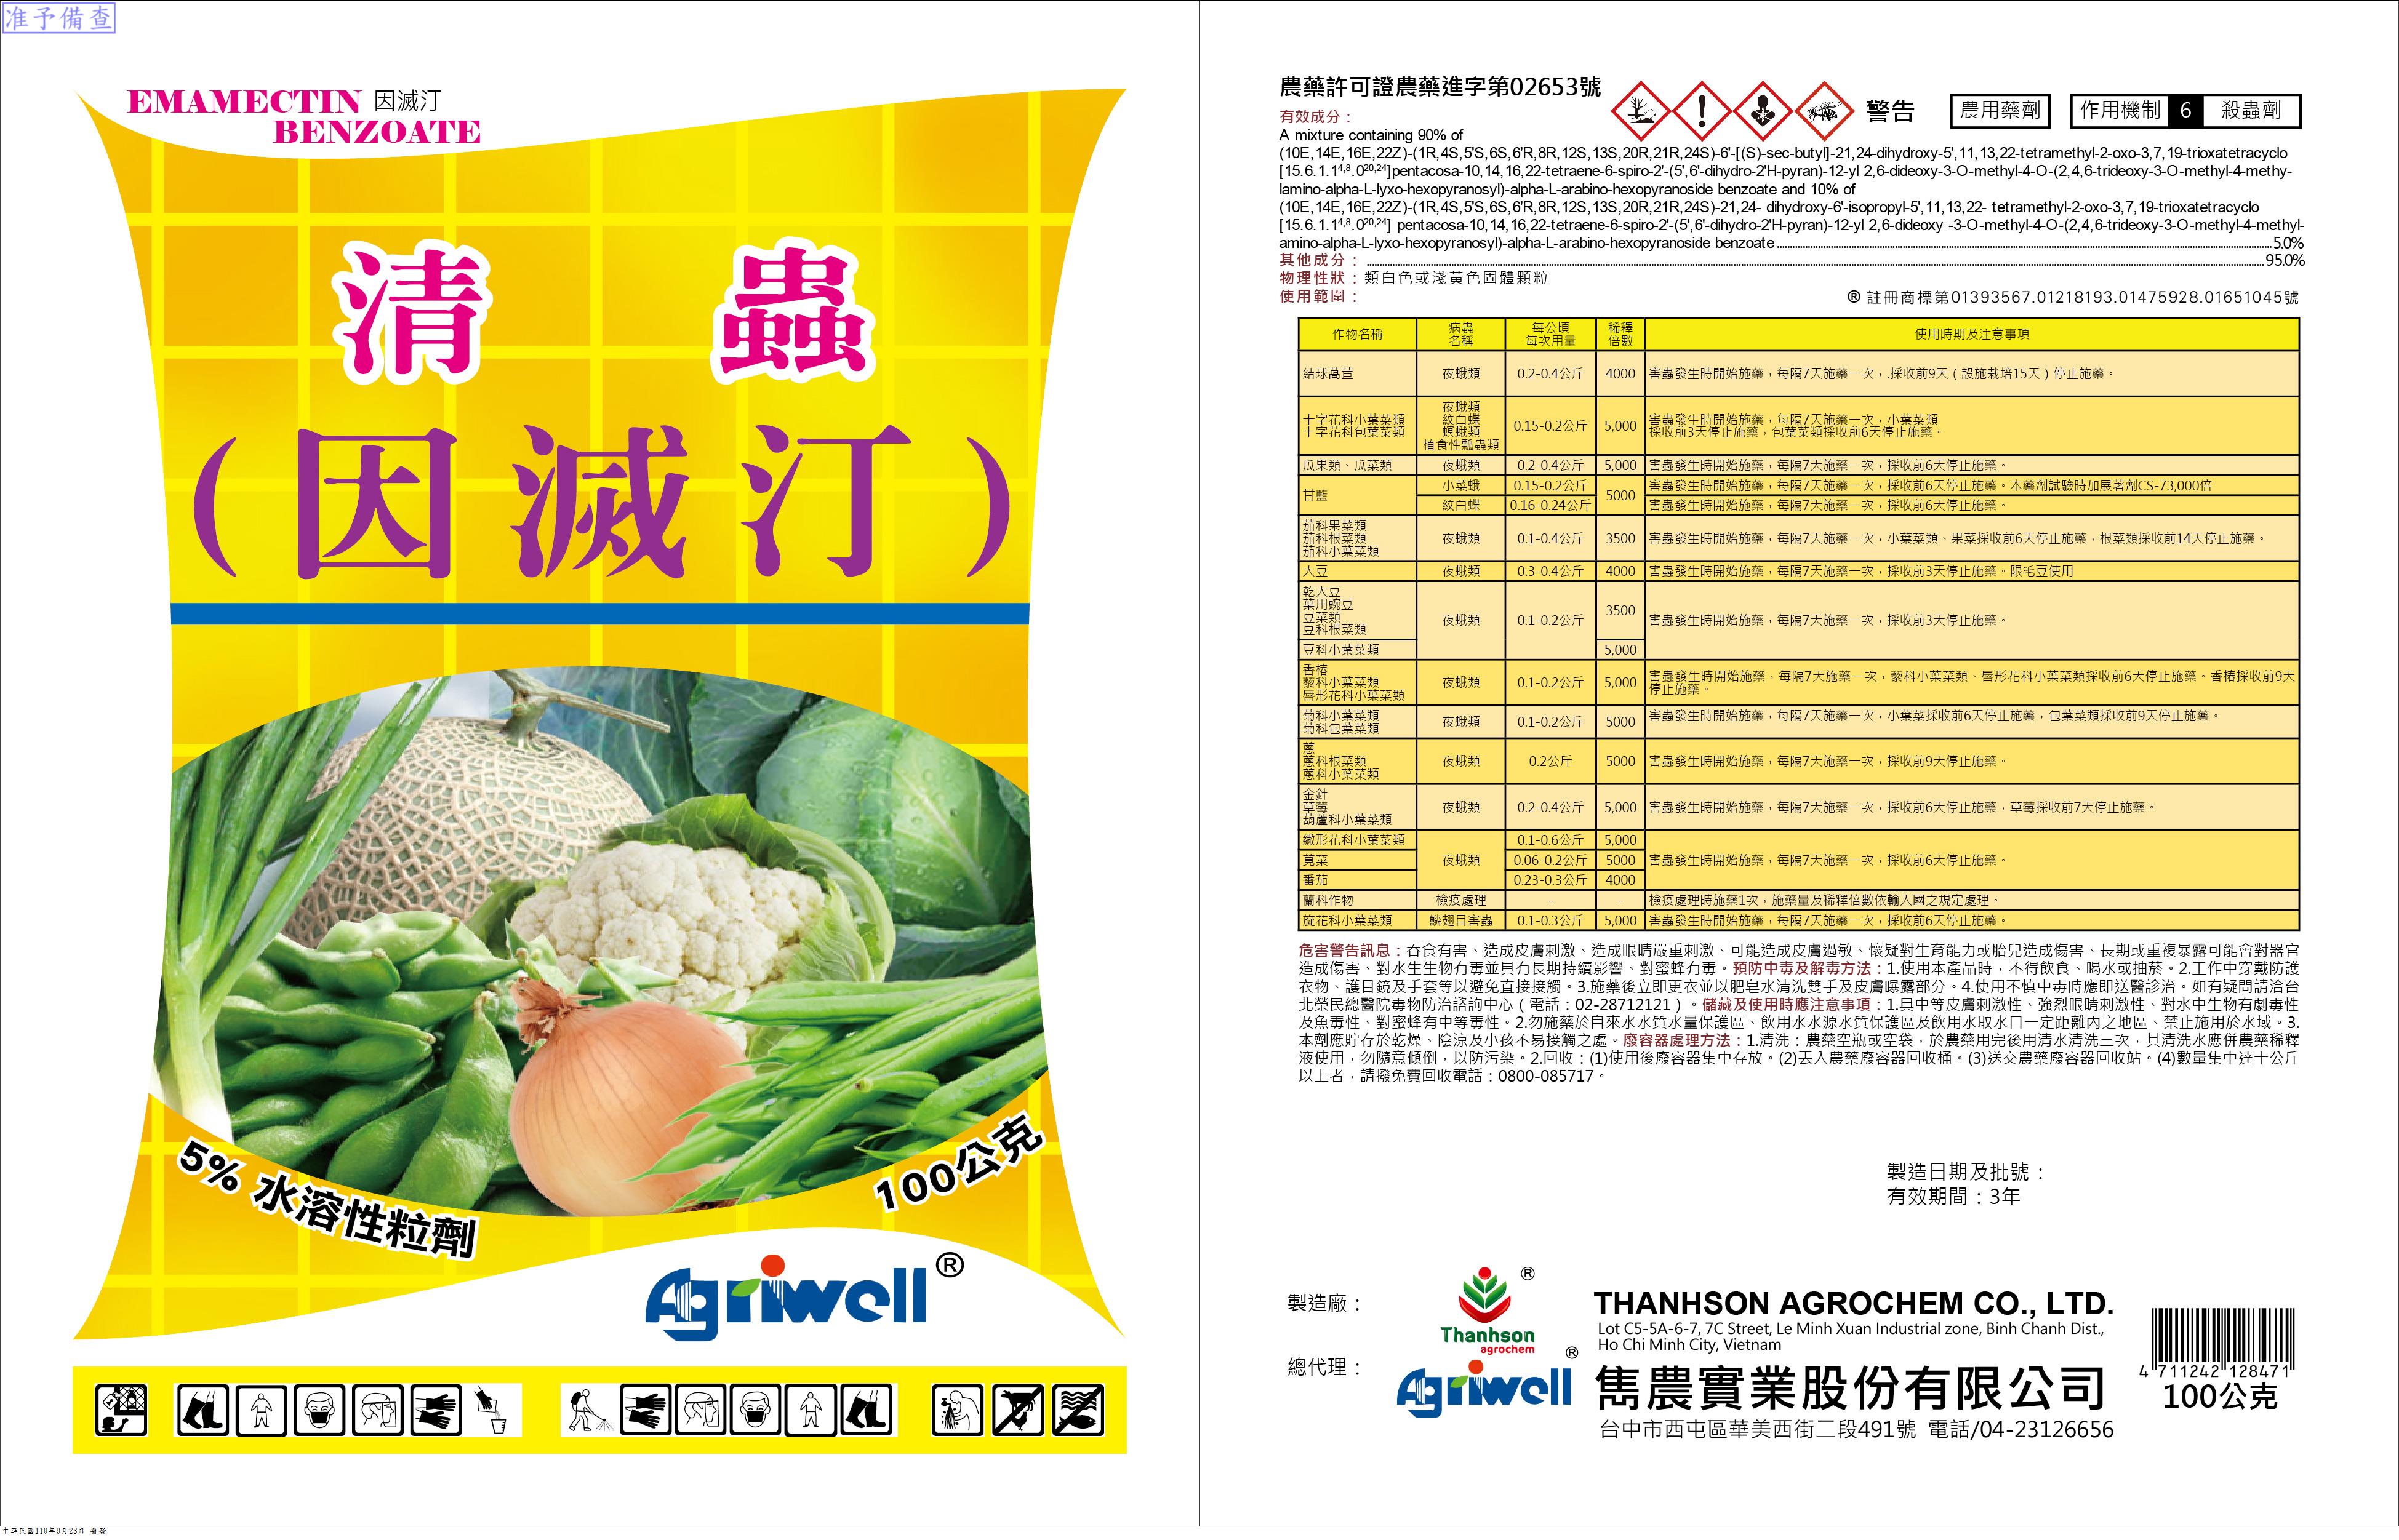 准予備查
EMAMECTIN 因滅汀
BENZOATE
清 蟲
(因滅汀)
5% 水溶性粒劑
100公克
Agriwell®
中華民國110年9月23日 簽發
農藥許可證農藥進字第02653號
警告
農用藥劑
作用機制 6 殺蟲劑
有效成分：
A mixture containing 90% of
(10E,14E,16E,22Z)-(1R,4S,5'S,6S,6'R,8R,12S,13S,20R,21R,24S)-6'-[(S)-sec-butyl]-21,24-dihydroxy-5',11,13,22-tetramethyl-2-oxo-3,7,19-trioxatetracyclo
[15.6.1.1⁴,⁸.0²⁰,²⁴]pentacosa-10,14,16,22-tetraene-6-spiro-2'-(5',6'-dihydro-2'H-pyran)-12-yl 2,6-dideoxy-3-O-methyl-4-O-(2,4,6-trideoxy-3-O-methyl-4-methy-
lamino-alpha-L-lyxo-hexopyranosyl)-alpha-L-arabino-hexopyranoside benzoate and 10% of
(10E,14E,16E,22Z)-(1R,4S,5'S,6S,6'R,8R,12S,13S,20R,21R,24S)-21,24- dihydroxy-6'-isopropyl-5',11,13,22- tetramethyl-2-oxo-3,7,19-trioxatetracyclo
[15.6.1.1⁴,⁸.0²⁰,²⁴] pentacosa-10,14,16,22-tetraene-6-spiro-2'-(5',6'-dihydro-2'H-pyran)-12-yl 2,6-dideoxy -3-O-methyl-4-O-(2,4,6-trideoxy-3-O-methyl-4-methyl-
amino-alpha-L-lyxo-hexopyranosyl)-alpha-L-arabino-hexopyranoside benzoate 5.0%
其他成分： 95.0%
物理性狀：類白色或淺黃色固體顆粒
使用範圍：
® 註冊商標第01393567.01218193.01475928.01651045號
作物名稱 病蟲名稱 每公頃每次用量 稀釋倍數 使用時期及注意事項
結球萵苣 夜蛾類 0.2-0.4公斤 4000 害蟲發生時開始施藥，每隔7天施藥一次，.採收前9天（設施栽培15天）停止施藥。
十字花科小葉菜類
十字花科包葉菜類
夜蛾類
紋白蝶
螟蛾類
植食性瓢蟲類
0.15-0.2公斤 5,000
害蟲發生時開始施藥，每隔7天施藥一次，小葉菜類
採收前3天停止施藥，包葉菜類採收前6天停止施藥。
瓜果類、瓜菜類 夜蛾類 0.2-0.4公斤 5,000 害蟲發生時開始施藥，每隔7天施藥一次，採收前6天停止施藥。
甘藍 小菜蛾 0.15-0.2公斤 5000 害蟲發生時開始施藥，每隔7天施藥一次，採收前6天停止施藥。本藥劑試驗時加展著劑CS-73,000倍
紋白蝶 0.16-0.24公斤 害蟲發生時開始施藥，每隔7天施藥一次，採收前6天停止施藥。
茄科果菜類
茄科根菜類
茄科小葉菜類
夜蛾類 0.1-0.4公斤 3500 害蟲發生時開始施藥，每隔7天施藥一次，小葉菜類、果菜採收前6天停止施藥，根菜類採收前14天停止施藥。
大豆 夜蛾類 0.3-0.4公斤 4000 害蟲發生時開始施藥，每隔7天施藥一次，採收前3天停止施藥。限毛豆使用
乾大豆
葉用豌豆
豆菜類
豆科根菜類
夜蛾類 0.1-0.2公斤 3500 害蟲發生時開始施藥，每隔7天施藥一次，採收前3天停止施藥。
豆科小葉菜類 5,000
香椿
藜科小葉菜類
唇形花科小葉菜類
夜蛾類 0.1-0.2公斤 5,000 害蟲發生時開始施藥，每隔7天施藥一次，藜科小葉菜類、唇形花科小葉菜類採收前6天停止施藥。香椿採收前9天
停止施藥。
菊科小葉菜類
菊科包葉菜類
夜蛾類 0.1-0.2公斤 5000 害蟲發生時開始施藥，每隔7天施藥一次，小葉菜採收前6天停止施藥，包葉菜類採收前9天停止施藥。
蔥
蔥科根菜類
蔥科小葉菜類
夜蛾類 0.2公斤 5000 害蟲發生時開始施藥，每隔7天施藥一次，採收前9天停止施藥。
金針
草莓
葫蘆科小葉菜類
夜蛾類 0.2-0.4公斤 5,000 害蟲發生時開始施藥，每隔7天施藥一次，採收前6天停止施藥，草莓採收前7天停止施藥。
繖形花科小葉菜類 0.1-0.6公斤 5,000
莧菜 夜蛾類 0.06-0.2公斤 5000 害蟲發生時開始施藥，每隔7天施藥一次，採收前6天停止施藥。
番茄 0.23-0.3公斤 4000
蘭科作物 檢疫處理 - - 檢疫處理時施藥1次，施藥量及稀釋倍數依輸入國之規定處理。
旋花科小葉菜類 鱗翅目害蟲 0.1-0.3公斤 5,000 害蟲發生時開始施藥，每隔7天施藥一次，採收前6天停止施藥。
危害警告訊息：吞食有害、造成皮膚刺激、造成眼睛嚴重刺激、可能造成皮膚過敏、懷疑對生育能力或胎兒造成傷害、長期或重複暴露可能會對器官
造成傷害、對水生生物有毒並具有長期持續影響、對蜜蜂有毒。預防中毒及解毒方法：1.使用本產品時，不得飲食、喝水或抽菸。2.工作中穿戴防護
衣物、護目鏡及手套等以避免直接接觸。3.施藥後立即更衣並以肥皂水清洗雙手及皮膚曝露部分。4.使用不慎中毒時應即送醫診治。如有疑問請洽台
北榮民總醫院毒物防治諮詢中心（電話：02-28712121）。儲藏及使用時應注意事項：1.具中等皮膚刺激性、強烈眼睛刺激性、對水中生物有劇毒性
及魚毒性、對蜜蜂有中等毒性。2.勿施藥於自來水水質水量保護區、飲用水水源水質保護區及飲用水取水口一定距離內之地區、禁止施用於水域。3.
本劑應貯存於乾燥、陰涼及小孩不易接觸之處。廢容器處理方法：1.清洗：農藥空瓶或空袋，於農藥用完後用清水清洗三次，其清洗水應併農藥稀釋
液使用，勿隨意傾倒，以防污染。2.回收：(1)使用後廢容器集中存放。(2)丟入農藥廢容器回收桶。(3)送交農藥廢容器回收站。(4)數量集中達十公斤
以上者，請撥免費回收電話：0800-085717。
製造日期及批號：
有效期間：3年
製造廠：
Thanhson®
agrochem
THANHSON AGROCHEM CO., LTD.
Lot C5-5A-6-7, 7C Street, Le Minh Xuan Industrial zone, Binh Chanh Dist.,
Ho Chi Minh City, Vietnam
總代理：
Agriwell®
雋農實業股份有限公司
台中市西屯區華美西街二段491號 電話/04-23126656
4 711242 128471
100公克